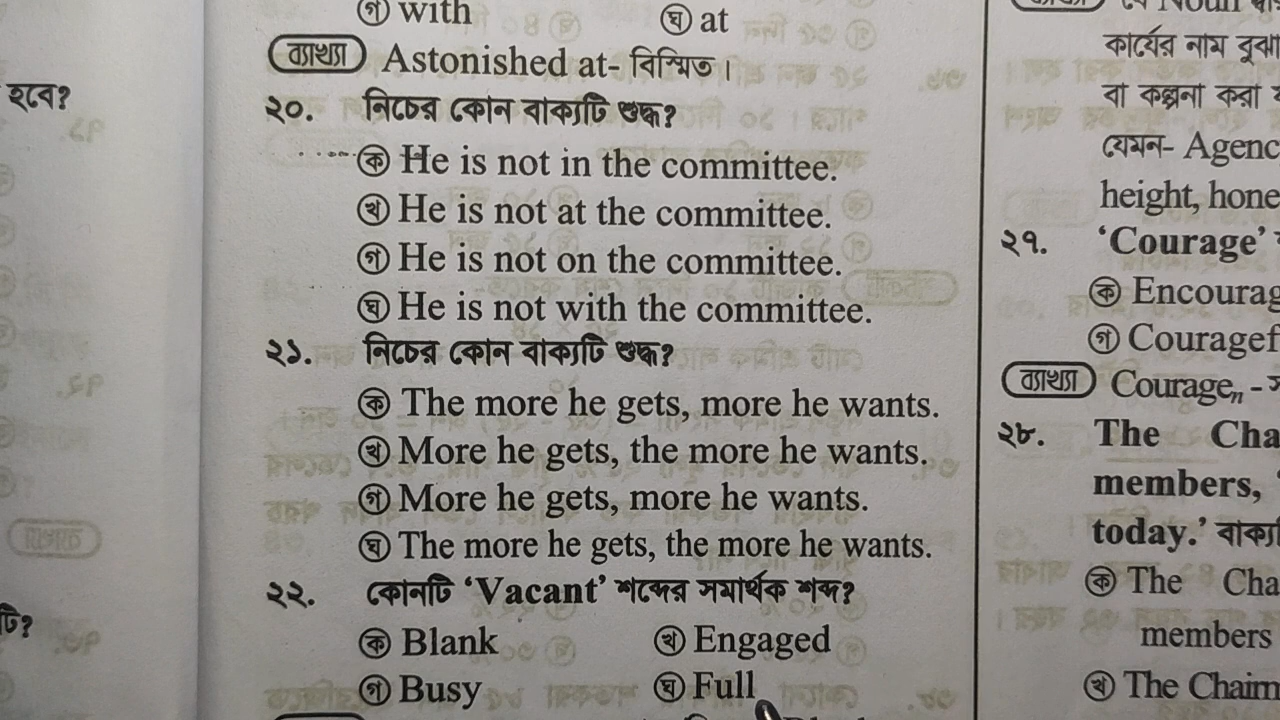 হবে?
টি?
গ with ঘ at
ব্যাখ্যা Astonished at- বিস্মিত।
২০. নিচের কোন বাক্যটি শুদ্ধ?
ক He is not in the committee.
খ He is not at the committee.
গ He is not on the committee.
ঘ He is not with the committee.
২১. নিচের কোন বাক্যটি শুদ্ধ?
ক The more he gets, more he wants.
খ More he gets, the more he wants.
গ More he gets, more he wants.
ঘ The more he gets, the more he wants.
২২. কোনটি ‘Vacant’ শব্দের সমার্থক শব্দ?
ক Blank খ Engaged
গ Busy ঘ Full
ব্যাখ্যা যে Noun
কার্যের নাম বুঝা
বা কল্পনা করা
যেমন- Agenc
height, hone
২৭. ‘Courage’
ক Encourag
গ Couragef
ব্যাখ্যা Courageₙ -
২৮. The Cha
members,
today.’ বাক্য
ক The Cha
members
খ The Chairm